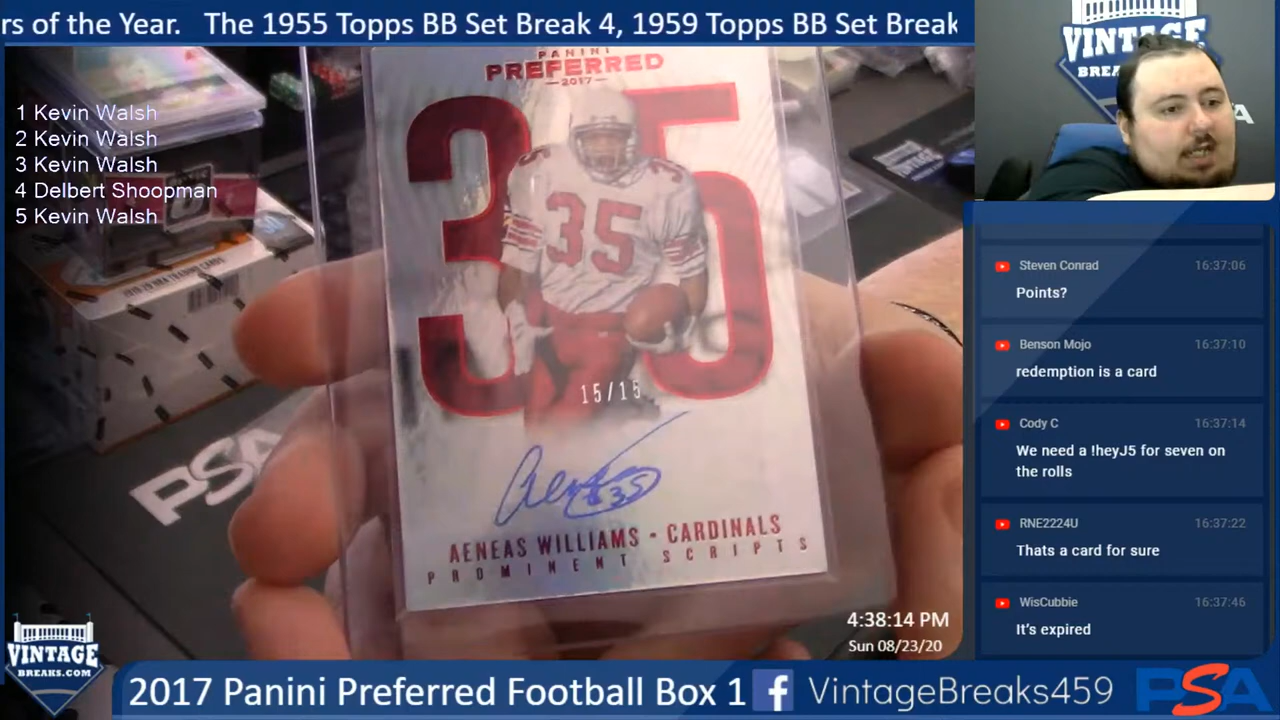 rs of the Year. The 1955 Topps BB Set Break 4, 1959 Topps BB Set Break
VINTAGE
BREA
SA
1 Kevin Walsh
2 Kevin Walsh
3 Kevin Walsh
4 Delbert Shoopman
5 Kevin Walsh
PANINI
PREFERRED
2017
35
35
35
15/15
#35
AENEAS WILLIAMS - CARDINALS
PROMINENT SCRIPTS
PSA
Steven Conrad 16:37:06
Points?
Benson Mojo 16:37:10
redemption is a card
Cody C 16:37:14
We need a !heyJ5 for seven on
the rolls
RNE2224U 16:37:22
Thats a card for sure
WisCubbie 16:37:46
It's expired
4:38:14 PM
Sun 08/23/20
VINTAGE
BREAKS.COM
2017 Panini Preferred Football Box 1 f VintageBreaks459 PSA